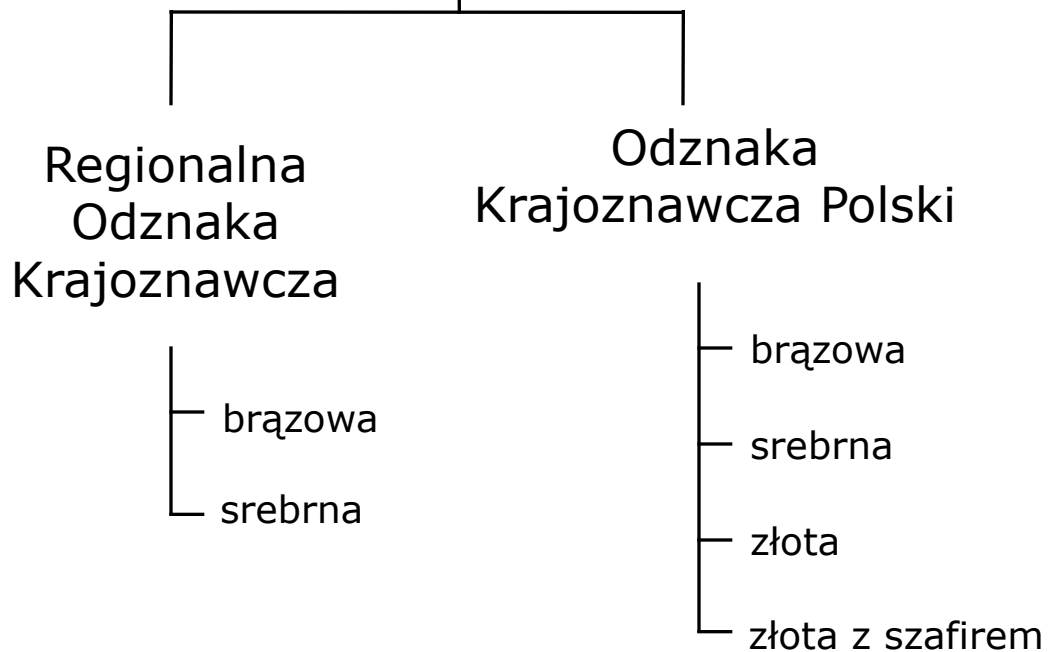 Regionalna
Odznaka
Krajoznawcza
brązowa
srebrna
Odznaka
Krajoznawcza Polski
brązowa
srebrna
złota
złota z szafirem